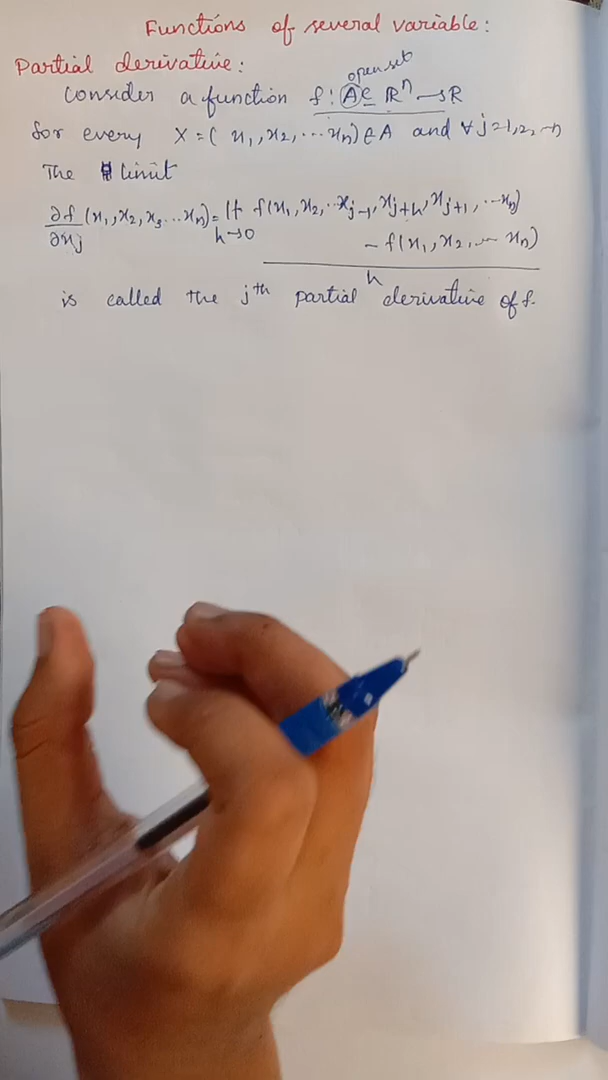 Functions of several variable:
Partial derivative:
open set
Consider a function f: A ⊆ ℝⁿ → ℝ
for every X = (x₁, x₂, ... xₙ) ∈ A and ∀ j = 1, 2, ... n
The limit
∂f/∂xⱼ (x₁, x₂, x₃ ... xₙ) = lt h→0 f(x₁, x₂, ... xⱼ₋₁, xⱼ+h, xⱼ₊₁, ... xₙ)
- f(x₁, x₂, ... xₙ)
h
is called the jᵗʰ partial derivative of f.